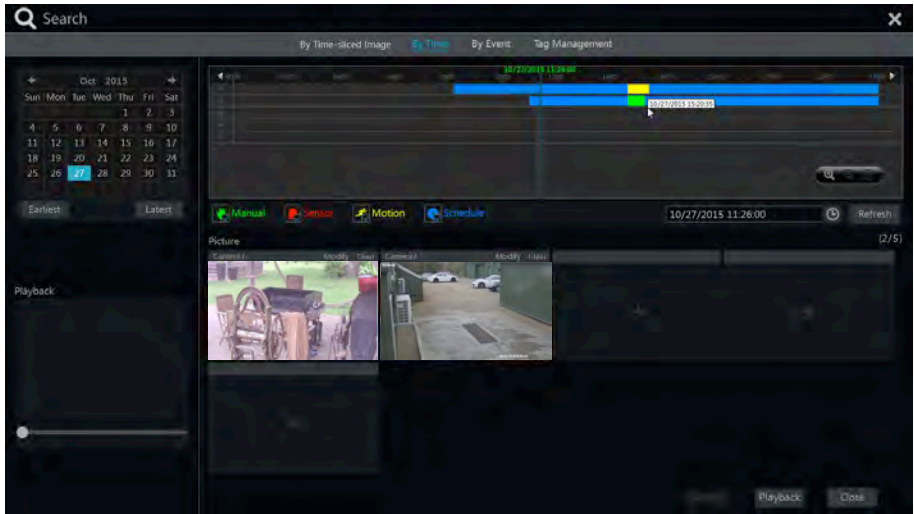 Search
By Time-sliced Image By Time By Event Tag Management
Oct 2015
Sun Mon Tue Wed Thu Fri Sat
1 2 3
4 5 6 7 8 9 10
11 12 13 14 15 16 17
18 19 20 21 22 23 24
25 26 27 28 29 30 31
Earliest Latest
10/27/2015 11:26:00
10/27/2015 15:20:35
Manual Sensor Motion Schedule
10/27/2015 11:26:00 Refresh
Picture (2/5)
Modify Modify
Playback
Playback Close